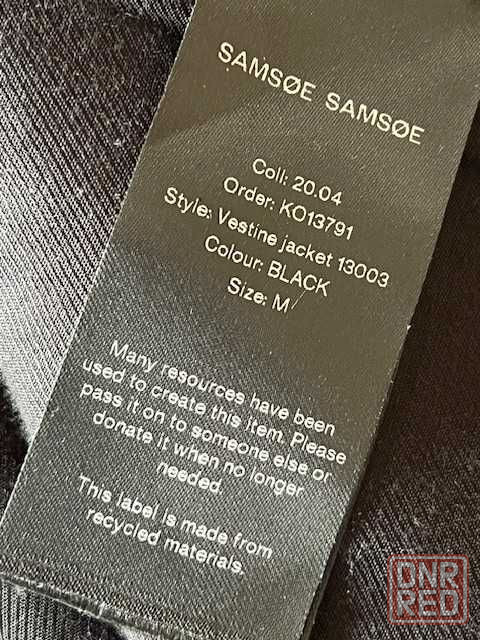 SAMSØE SAMSØE
Coll: 20.04
Order: KO13791
Style: Vestine jacket 13003
Colour: BLACK
Size: M
Many resources have been
used to create this item. Please
pass it on to someone else or
donate it when no longer
needed.
This label is made from
recycled materials.
DNR
RED